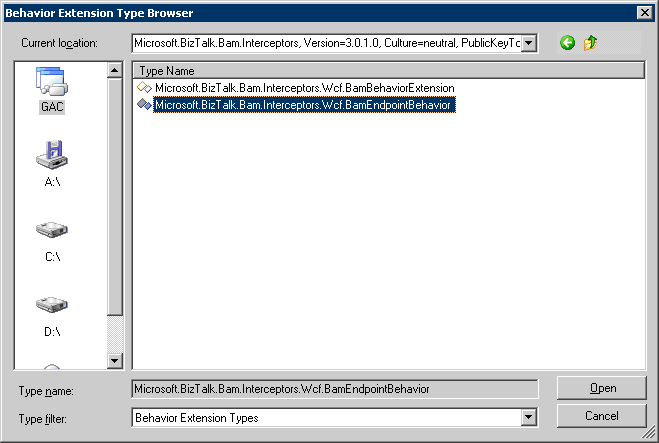 Behavior Extension Type Browser
Current location:
Microsoft.BizTalk.Bam.Interceptors, Version=3.0.1.0, Culture=neutral, PublicKeyTo
Type Name
Microsoft.BizTalk.Bam.Interceptors.Wcf.BamBehaviorExtension
Microsoft.BizTalk.Bam.Interceptors.Wcf.BamEndpointBehavior
GAC
A:\
C:\
D:\
Type name:
Microsoft.BizTalk.Bam.Interceptors.Wcf.BamEndpointBehavior
Open
Type filter:
Behavior Extension Types
Cancel